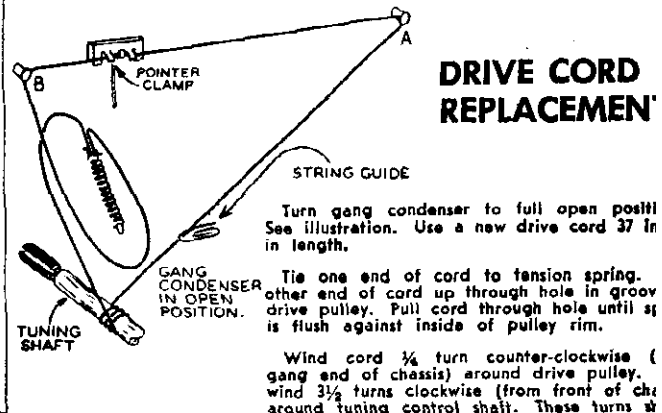 A
B
POINTER
CLAMP
DRIVE CORD
REPLACEMENT
STRING GUIDE
Turn gang condenser to full open positi
See illustration. Use a new drive cord 37 in
in length.
GANG
CONDENSER
IN OPEN
POSITION.
TUNING
SHAFT
Tie one end of cord to tension spring.
other end of cord up through hole in groov
drive pulley. Pull cord through hole until sp
is flush against inside of pulley rim.
Wind cord ¾ turn counter-clockwise (
gang end of chassis) around drive pulley.
wind 3½ turns clockwise (from front of cha
around tuning control shaft. These turns sh